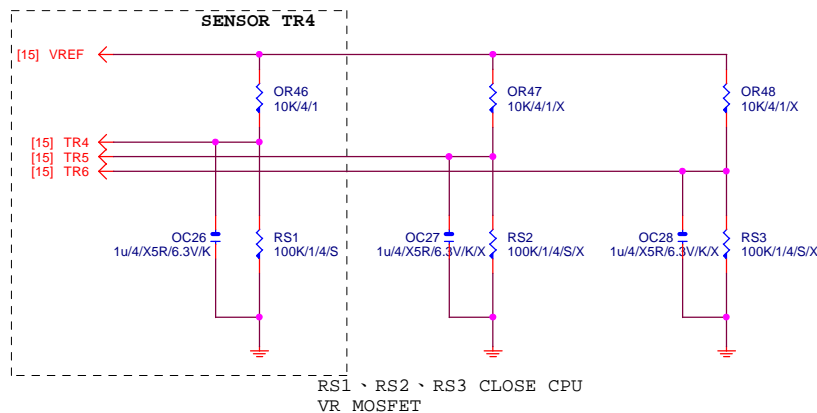 SENSOR TR4
[15] VREF
OR46
10K/4/1
OR47
10K/4/1/X
OR48
10K/4/1/X
[15] TR4
[15] TR5
[15] TR6
OC26
1u/4/X5R/6.3V/K
RS1
100K/1/4/S
OC27
1u/4/X5R/6.3V/K/X
RS2
100K/1/4/S/X
OC28
1u/4/X5R/6.3V/K/X
RS3
100K/1/4/S/X
RS1、RS2、RS3 CLOSE CPU
VR MOSFET